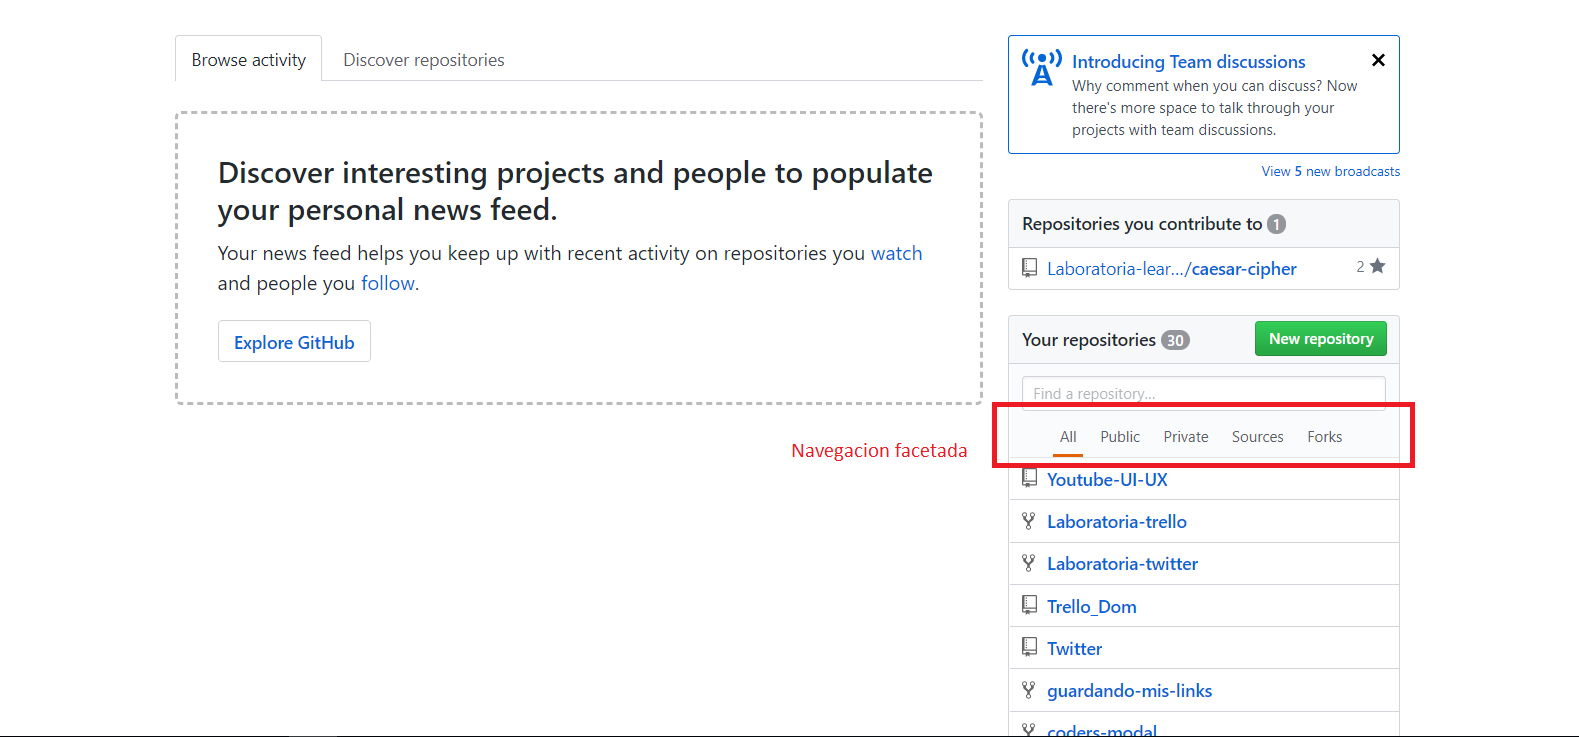 Browse activity
Discover repositories
Discover interesting projects and people to populate
your personal news feed.
Your news feed helps you keep up with recent activity on repositories you watch
and people you follow.
Explore GitHub
Navegacion facetada
Introducing Team discussions
Why comment when you can discuss? Now
there's more space to talk through your
projects with team discussions.
View 5 new broadcasts
Repositories you contribute to 1
Laboratoria-lear.../caesar-cipher 2
Your repositories 30
New repository
Find a repository...
All Public Private Sources Forks
Youtube-UI-UX
Laboratoria-trello
Laboratoria-twitter
Trello_Dom
Twitter
guardando-mis-links
coders-modal